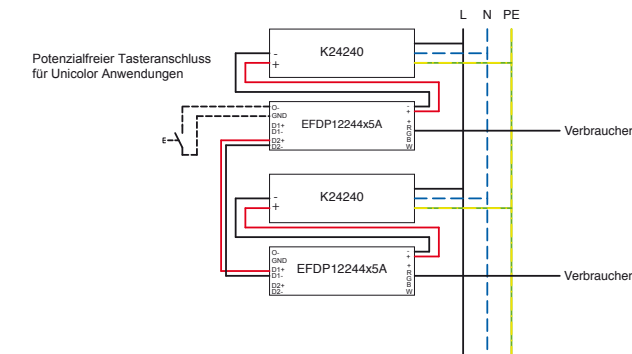 L N PE
Potenzialfreier Tasteranschluss
für Unicolor Anwendungen
K24240
-
+
EFDP12244x5A
O-
GND
D1+
D1-
D2+
D2-
-
+
+
R
G
B
W
E
Verbraucher
K24240
-
+
EFDP12244x5A
O-
GND
D1+
D1-
D2+
D2-
-
+
+
R
G
B
W
Verbraucher